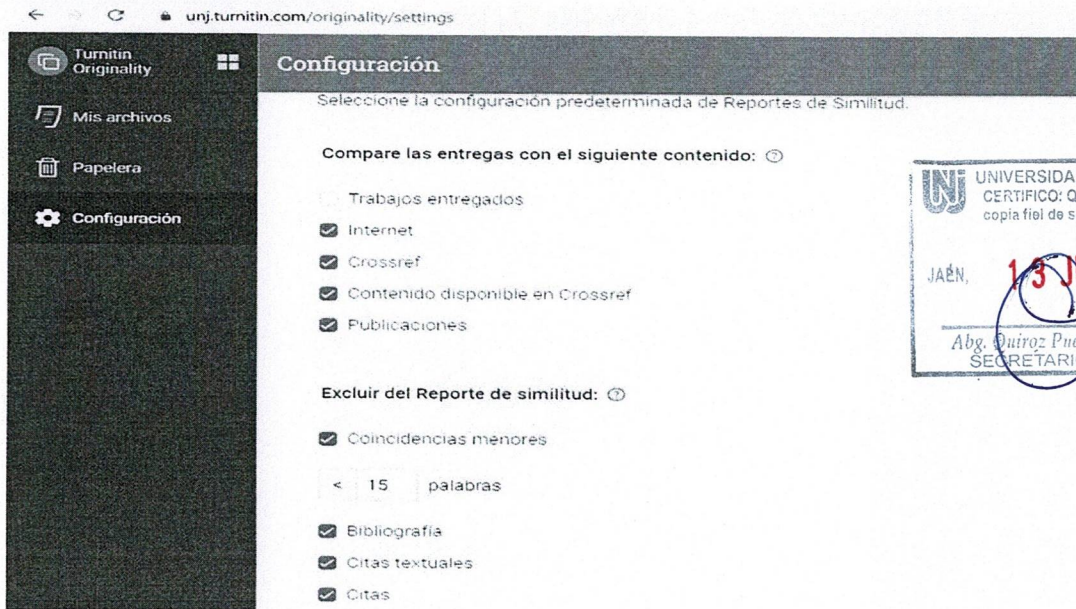 unj.turnitin.com/originality/settings
Turnitin
Originality
Mis archivos
Papelera
Configuración
Configuración
Seleccione la configuración predeterminada de Reportes de Similitud.
Compare las entregas con el siguiente contenido:
Trabajos entregados
Internet
Crossref
Contenido disponible en Crossref
Publicaciones
Excluir del Reporte de similitud:
Coincidencias menores
< 15 palabras
Bibliografía
Citas textuales
Citas
UNJ
UNIVERSIDA
CERTIFICO: Q
copia fiel de s
JAÉN,
13 J
Abg. Quiroz Pue
SECRETARI